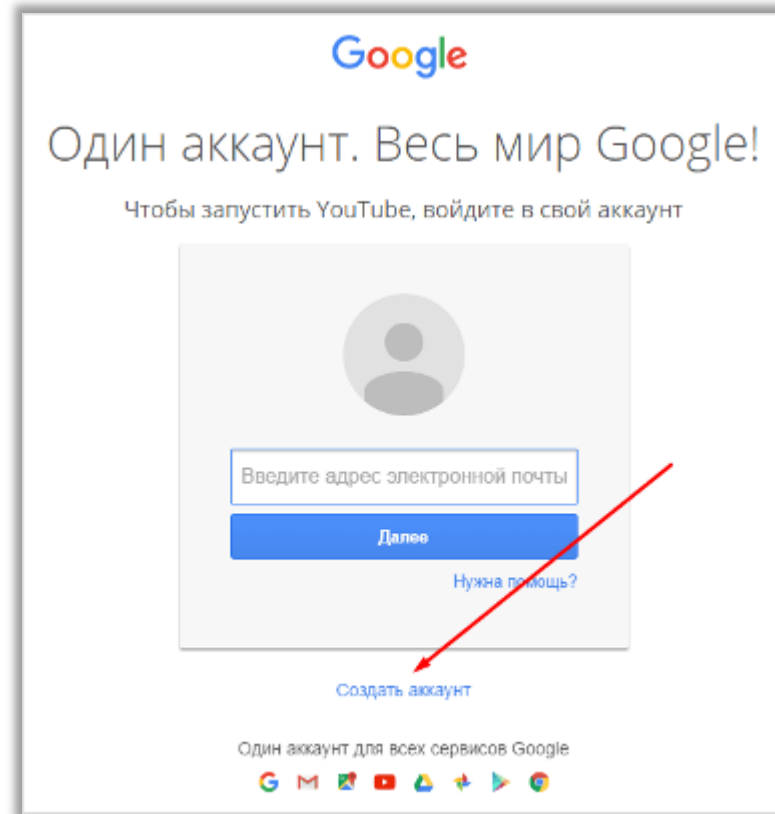 Google
Один аккаунт. Весь мир Google!
Чтобы запустить YouTube, войдите в свой аккаунт
Введите адрес электронной почты
Далее
Нужна помощь?
Создать аккаунт
Один аккаунт для всех сервисов Google